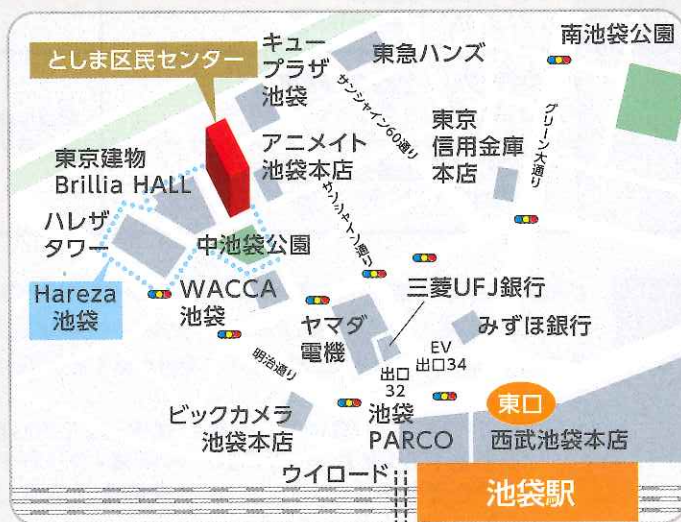 南池袋公園
キュー
プラザ
池袋
東急ハンズ
としま区民センター
サンシャイン60通り
グリーン大通り
東京
信用金庫
本店
アニメイト
池袋本店
東京建物
Brillia HALL
サンシャイン通り
ハレザ
タワー
中池袋公園
Hareza
池袋
WACCA
池袋
三菱UFJ銀行
ヤマダ
電機
みずほ銀行
EV
出口34
出口
32
明治通り
ビックカメラ
池袋本店
池袋
PARCO
東口
西武池袋本店
ウイロード
池袋駅